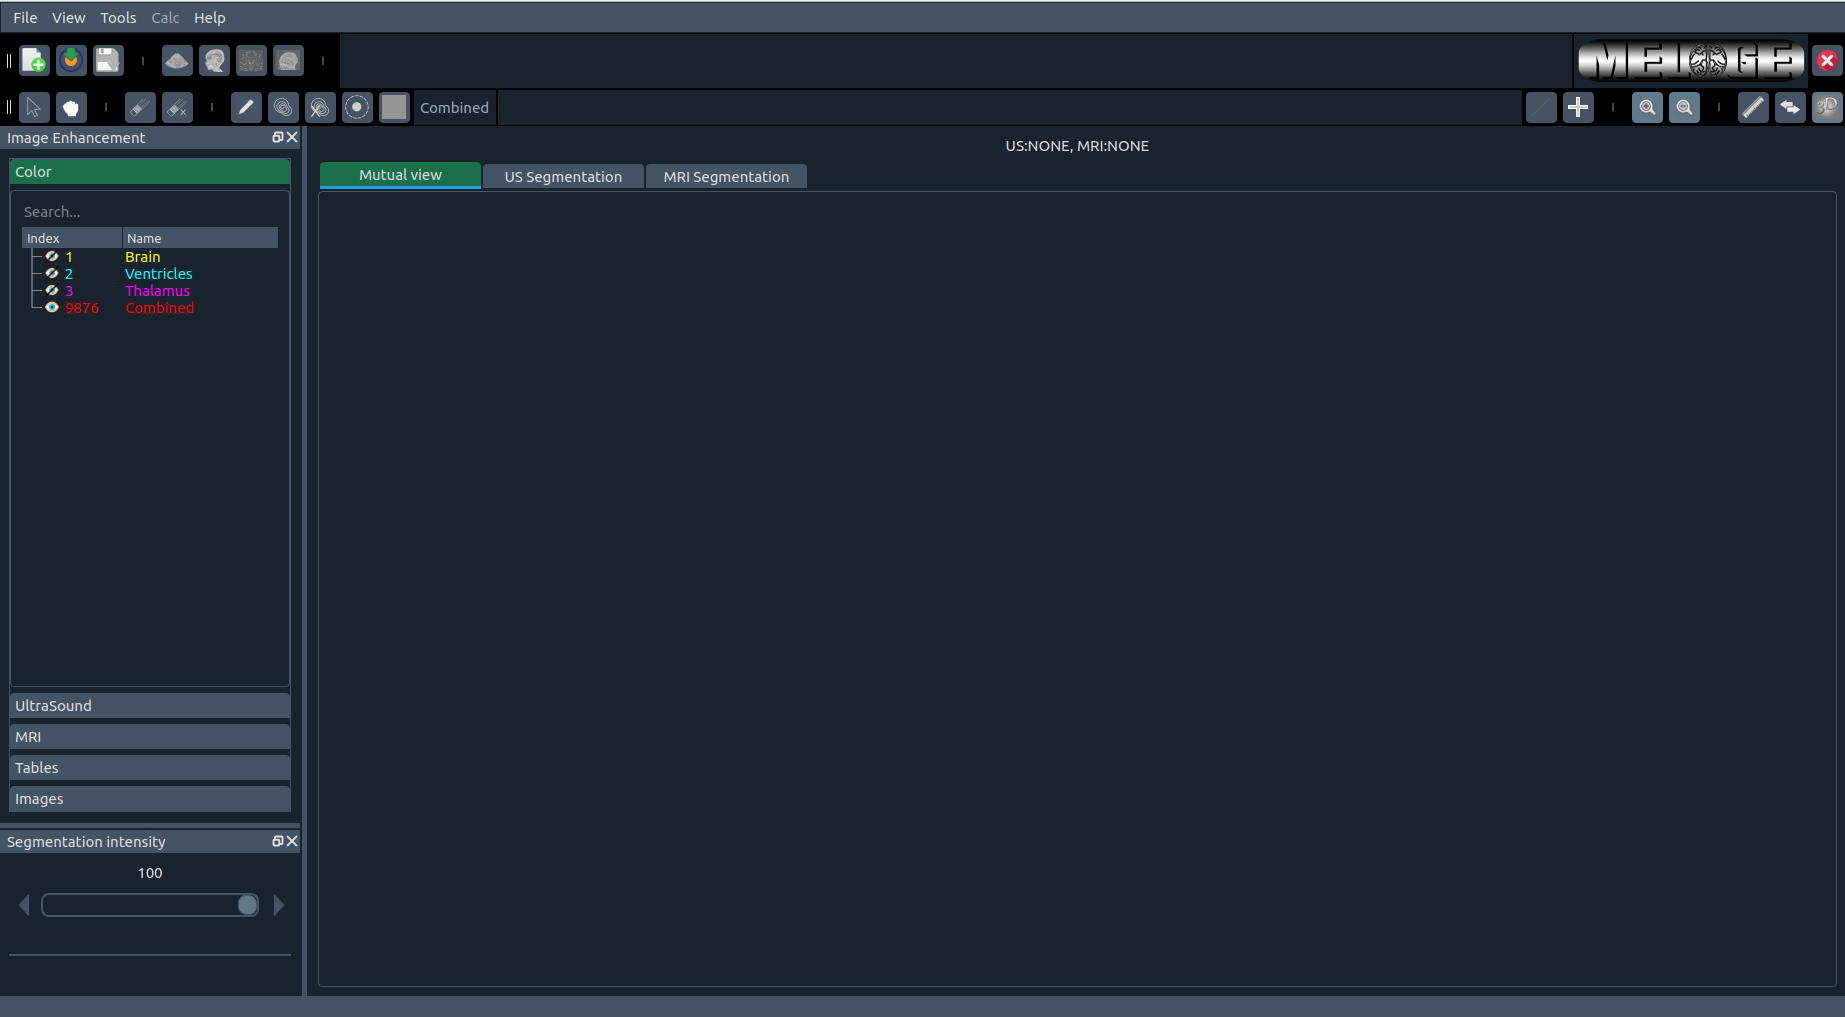 File View Tools Calc Help
MELAGE
Combined
Image Enhancement
US:NONE, MRI:NONE
Color
Mutual view US Segmentation MRI Segmentation
Search...
Index Name
1 Brain
2 Ventricles
3 Thalamus
9876 Combined
UltraSound
MRI
Tables
Images
Segmentation intensity
100